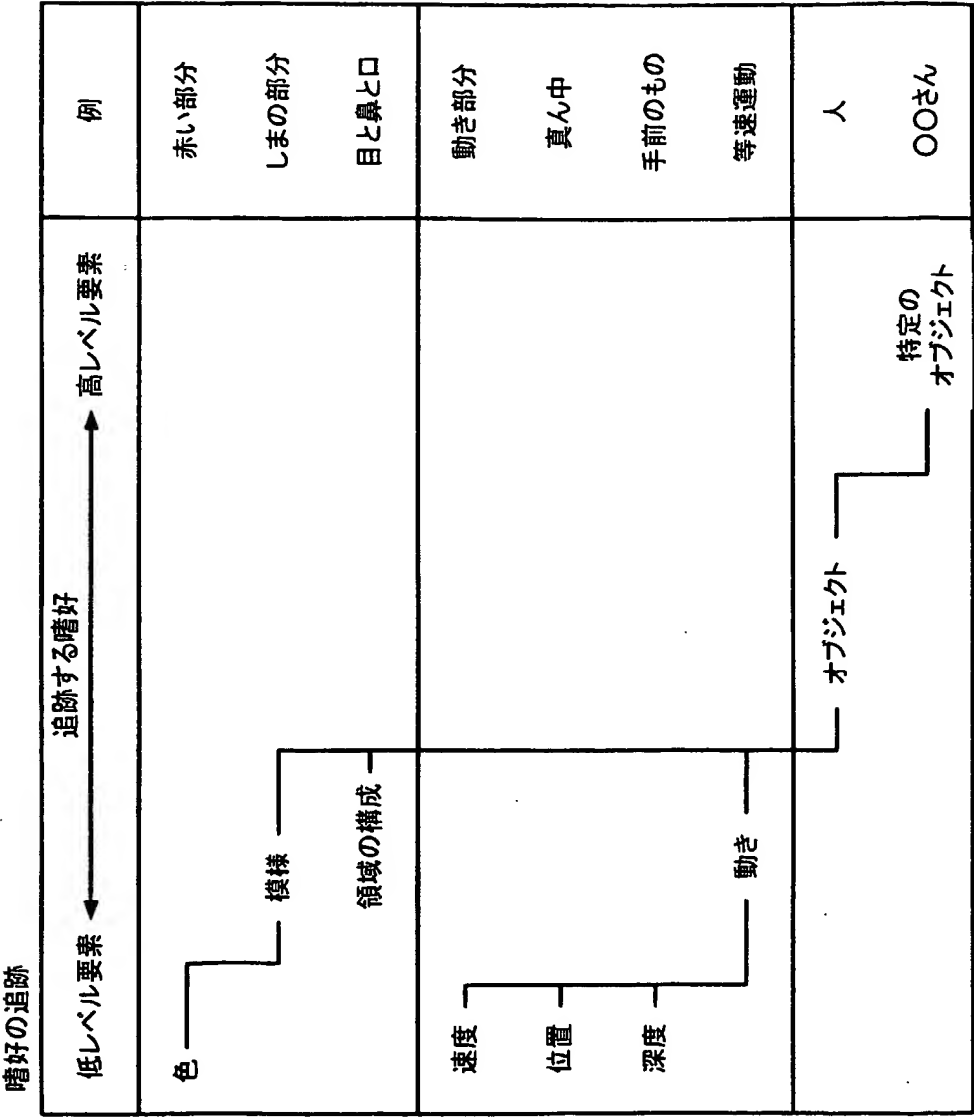 嗜好の追跡
追跡する嗜好
低レベル要素
高レベル要素
例
色
赤い部分
模様
しまの部分
領域の構成
目と鼻と口
速度
動き部分
位置
真ん中
深度
手前のもの
動き
等速運動
オブジェクト
人
特定の
オブジェクト
〇〇さん